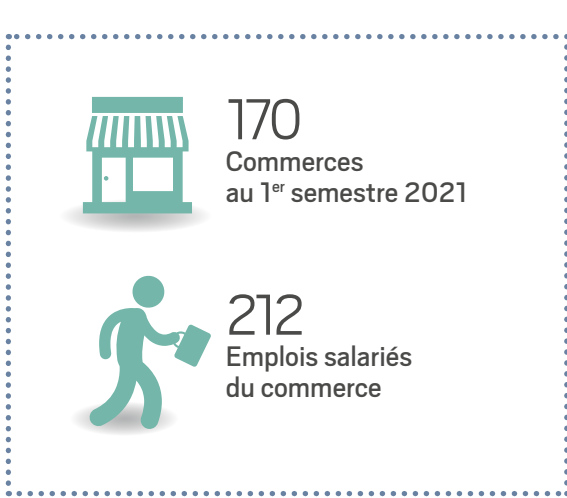 170
Commerces
au 1er semestre 2021
212
Emplois salariés
du commerce